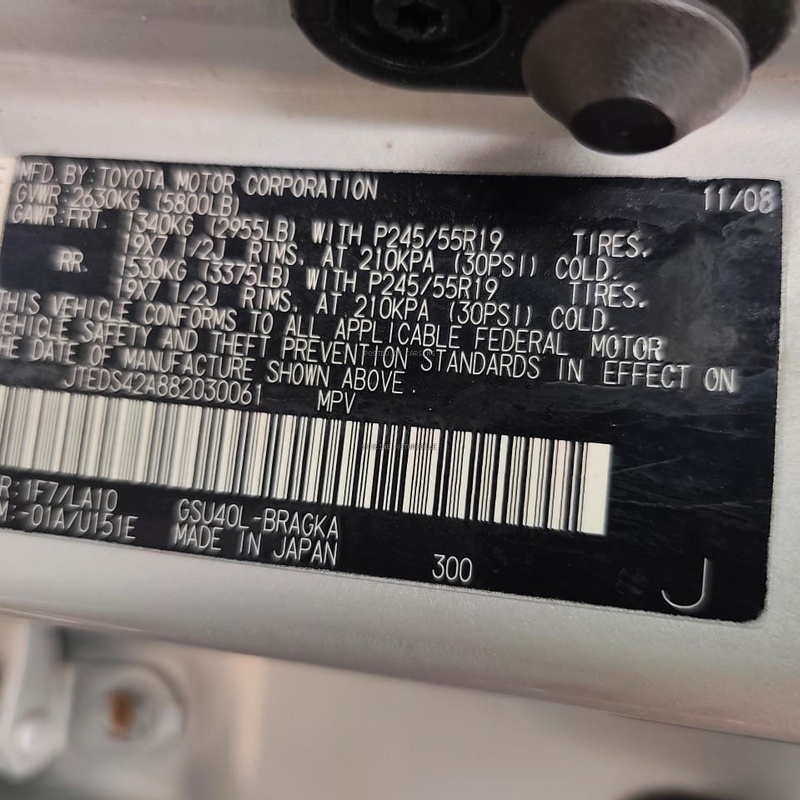 MFD. BY: TOYOTA MOTOR CORPORATION 11/08
GVWR 2630KG (5800LB)
GAWR: FRT. 1340KG (2955LB) WITH P245/55R19 TIRES.
19X7 1/2J RIMS. AT 210KPA (30PSI) COLD.
RR. 1530KG (3375LB) WITH P245/55R19 TIRES.
19X7 1/2J RIMS. AT 210KPA (30PSI) COLD.
THIS VEHICLE CONFORMS TO ALL APPLICABLE FEDERAL MOTOR
VEHICLE SAFETY AND THEFT PREVENTION STANDARDS IN EFFECT ON
THE DATE OF MANUFACTURE SHOWN ABOVE.
JTEDS42A882030061 MPV
R: 1F7/LA10 GSU40L-BRAGKA
M: -01A/U151E MADE IN JAPAN
300
J